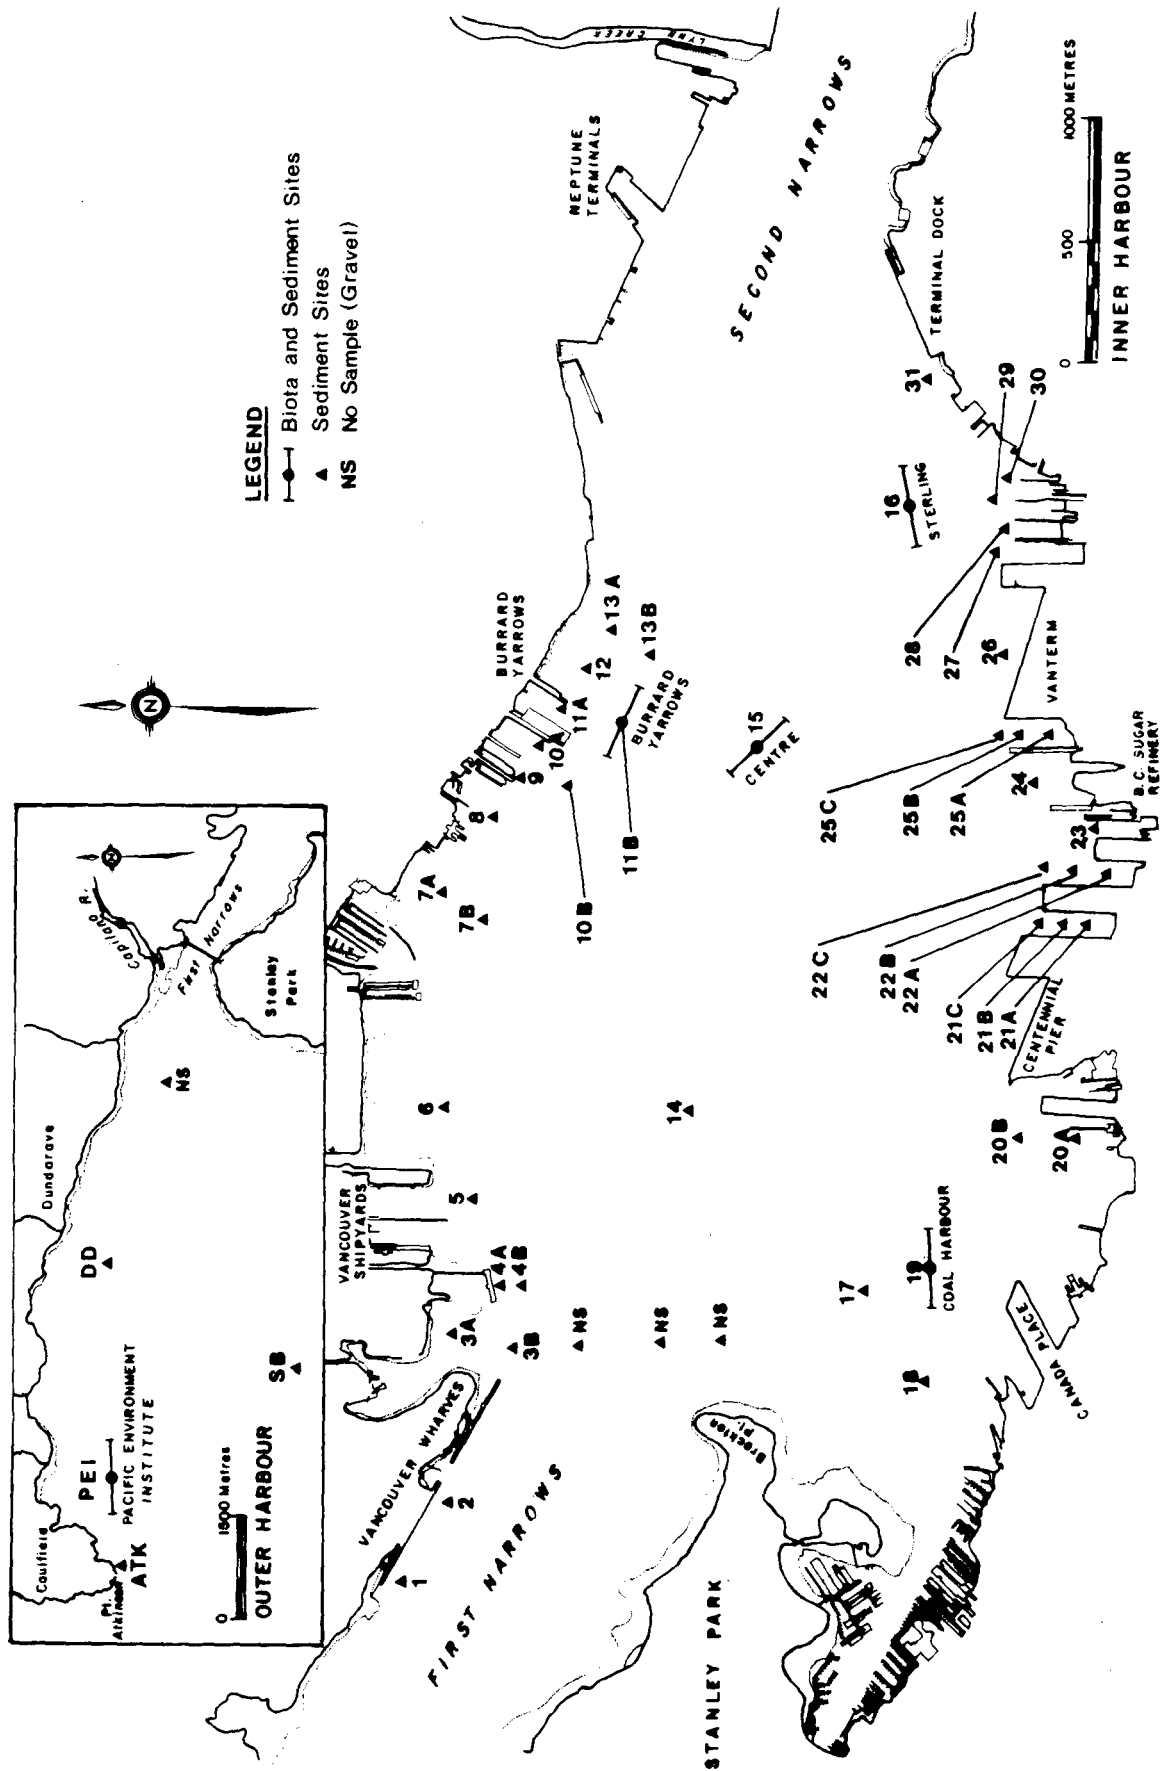 LEGEND
Biota and Sediment Sites
Sediment Sites
NS No Sample (Gravel)
N
Caulfield
Pt.
Atkinson
ATK
PEI
PACIFIC ENVIRONMENT
INSTITUTE
DD
Dundarave
SB
NS
Capilano R.
First Narrows
Stanley
Park
N
0 1800 Metres
OUTER HARBOUR
LYNN CREEK
NEPTUNE
TERMINALS
SECOND NARROWS
BURRARD
YARROWS
VANCOUVER
SHIPYARDS
VANCOUVER WHARVES
FIRST NARROWS
STANLEY PARK
Brockton
Pt.
1
2
3A
3B
4A
4B
5
6
7A
7B
8
9
10A
10B
11A
11B
BURRARD
YARROWS
12
13A
13B
NS
NS
NS
14
15
CENTRE
16
STERLING
17
18
19
COAL HARBOUR
CANADA PLACE
20B
20A
CENTENNIAL
PIER
21C
21B
21A
22C
22B
22A
23
B.C. SUGAR
REFINERY
24
25C
25B
25A
VANTERM
26
27
28
29
30
31
TERMINAL DOCK
0 500 1000 METRES
INNER HARBOUR